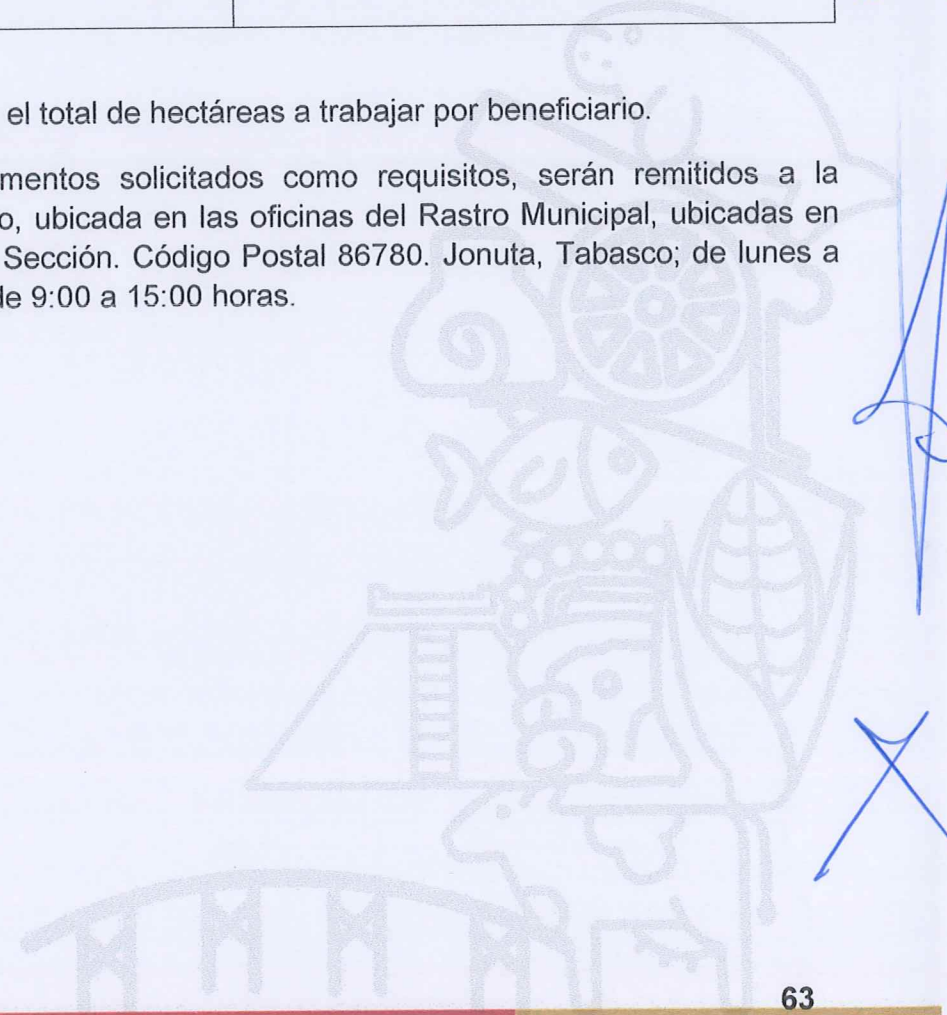 el total de hectáreas a trabajar por beneficiario.
mentos solicitados como requisitos, serán remitidos a la
o, ubicada en las oficinas del Rastro Municipal, ubicadas en
Sección. Código Postal 86780. Jonuta, Tabasco; de lunes a
de 9:00 a 15:00 horas.
63